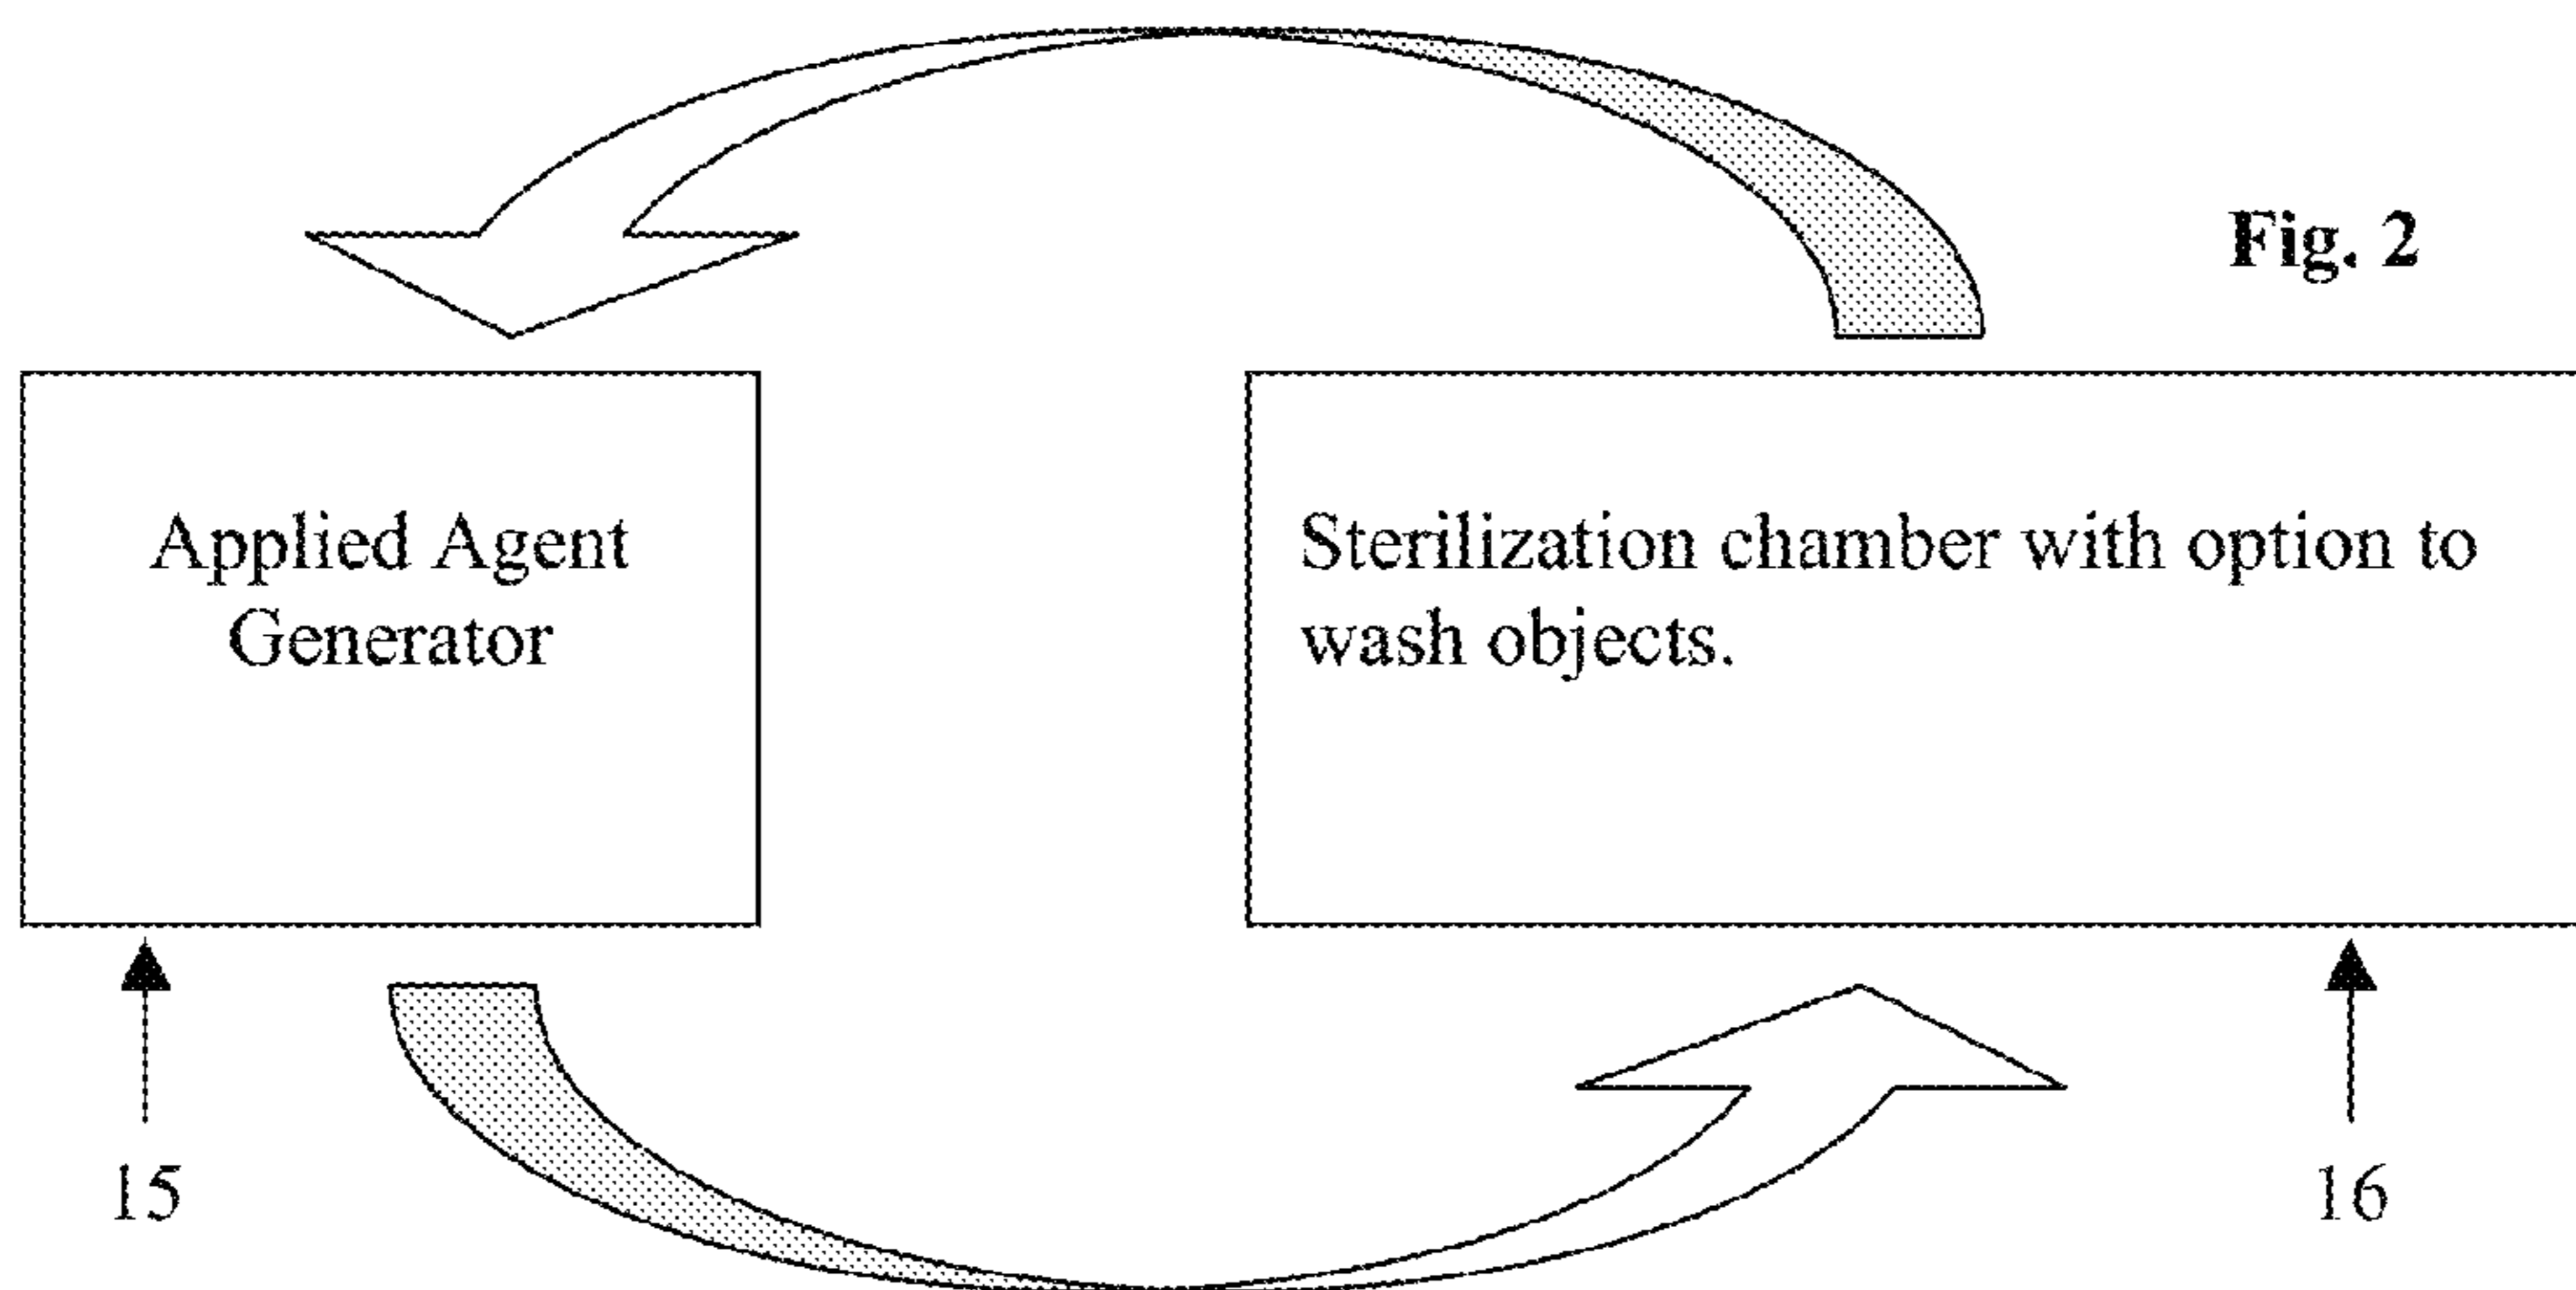 Fig. 2
Applied Agent
Generator
Sterilization chamber with option to
wash objects.
15
16